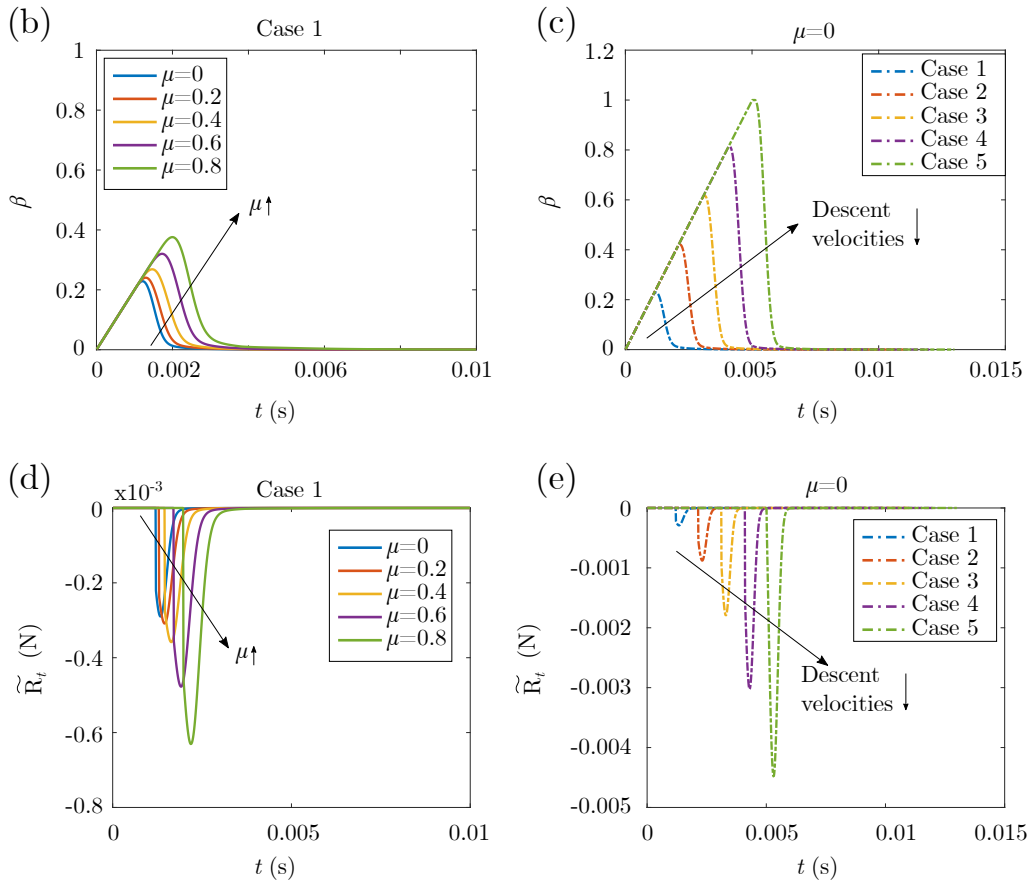 (b)
Case 1
1
0.8
0.6
0.4
0.2
0
β
μ=0
μ=0.2
μ=0.4
μ=0.6
μ=0.8
μ↑
0 0.002 0.006 0.01
t (s)
(c)
μ=0
1.2
1
0.8
0.6
0.4
0.2
0
β
Case 1
Case 2
Case 3
Case 4
Case 5
Descent
velocities ↓
0 0.005 0.01 0.015
t (s)
(d)
x10⁻³
Case 1
0
-0.2
-0.4
-0.6
-0.8
R̃ₜ (N)
μ=0
μ=0.2
μ=0.4
μ=0.6
μ=0.8
μ↑
0 0.005 0.01
t (s)
(e)
μ=0
0
-0.001
-0.002
-0.003
-0.004
-0.005
R̃ₜ (N)
Case 1
Case 2
Case 3
Case 4
Case 5
Descent
velocities ↓
0 0.005 0.01 0.015
t (s)